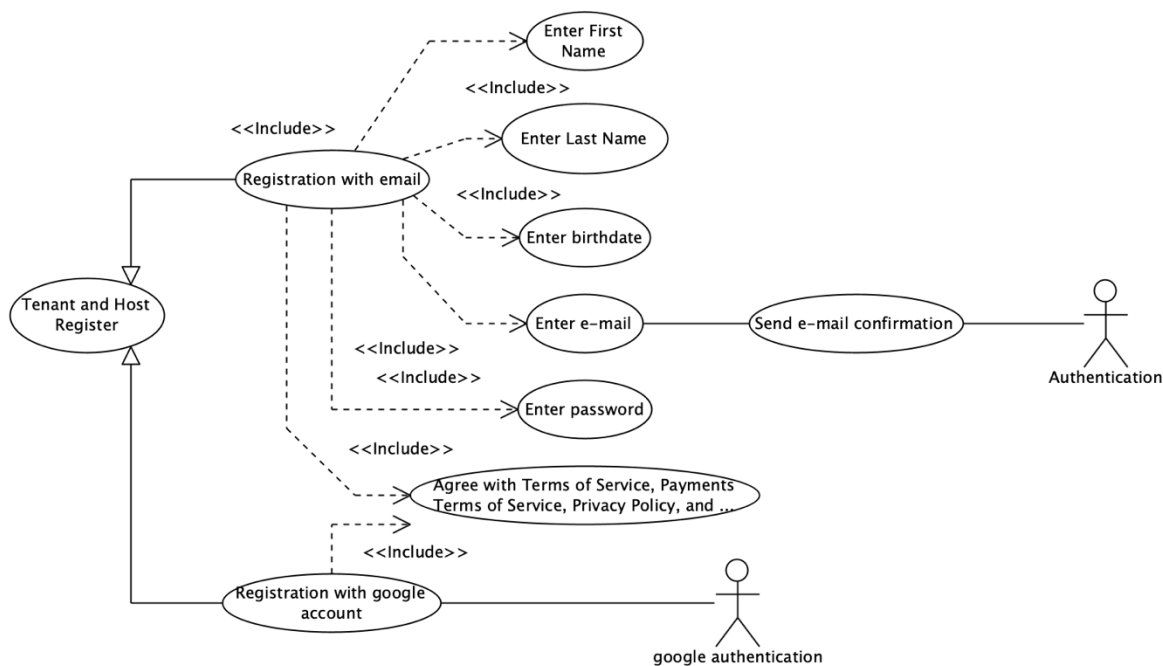 Enter First
Name
<<Include>>
<<Include>>
Enter Last Name
Registration with email
<<Include>>
Enter birthdate
Tenant and Host
Register
Enter e-mail
Send e-mail confirmation
<<Include>>
Authentication
<<Include>>
Enter password
<<Include>>
Agree with Terms of Service, Payments
Terms of Service, Privacy Policy, and ...
<<Include>>
Registration with google
account
google authentication